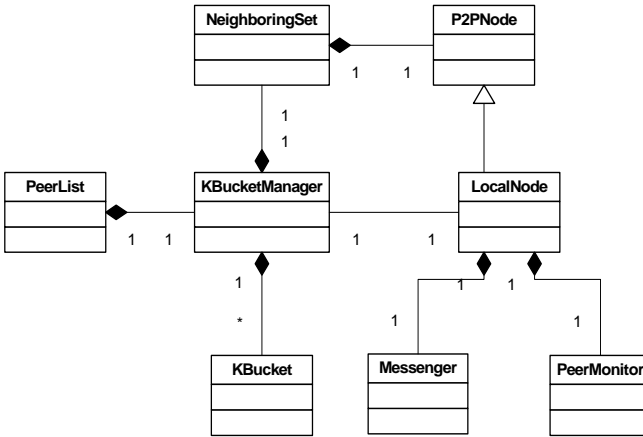 NeighboringSet
P2PNode
1 1
1
1
PeerList
KBucketManager
LocalNode
1 1
1 1
1
1 1
*
1
1
KBucket
Messenger
PeerMonitor